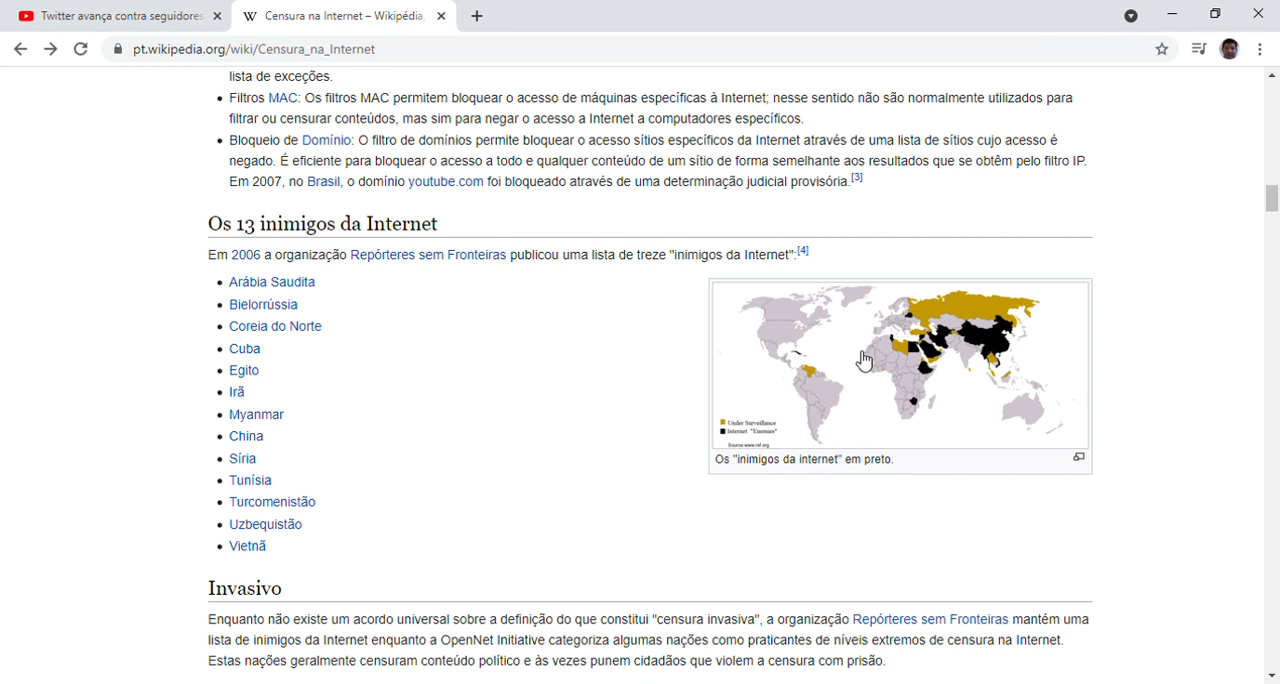 Twitter avança contra seguidores
Censura na Internet – Wikipédia,
pt.wikipedia.org/wiki/Censura_na_Internet
lista de exceções.
Filtros MAC: Os filtros MAC permitem bloquear o acesso de máquinas específicas à Internet; nesse sentido não são normalmente utilizados para
filtrar ou censurar conteúdos, mas sim para negar o acesso a Internet a computadores específicos.
Bloqueio de Domínio: O filtro de domínios permite bloquear o acesso sítios específicos da Internet através de uma lista de sítios cujo acesso é
negado. É eficiente para bloquear o acesso a todo e qualquer conteúdo de um sítio de forma semelhante aos resultados que se obtêm pelo filtro IP.
Em 2007, no Brasil, o domínio youtube.com foi bloqueado através de uma determinação judicial provisória.[3]
Os 13 inimigos da Internet
Em 2006 a organização Repórteres sem Fronteiras publicou uma lista de treze "inimigos da Internet":[4]
Arábia Saudita
Bielorrússia
Coreia do Norte
Cuba
Egito
Irã
Myanmar
China
Síria
Tunísia
Turcomenistão
Uzbequistão
Vietnã
Under Surveillance
Internet "Enemies"
Source:www.rsf.org
Os "inimigos da internet" em preto.
Invasivo
Enquanto não existe um acordo universal sobre a definição do que constitui "censura invasiva", a organização Repórteres sem Fronteiras mantém uma
lista de inimigos da Internet enquanto a OpenNet Initiative categoriza algumas nações como praticantes de níveis extremos de censura na Internet.
Estas nações geralmente censuram conteúdo político e às vezes punem cidadãos que violem a censura com prisão.